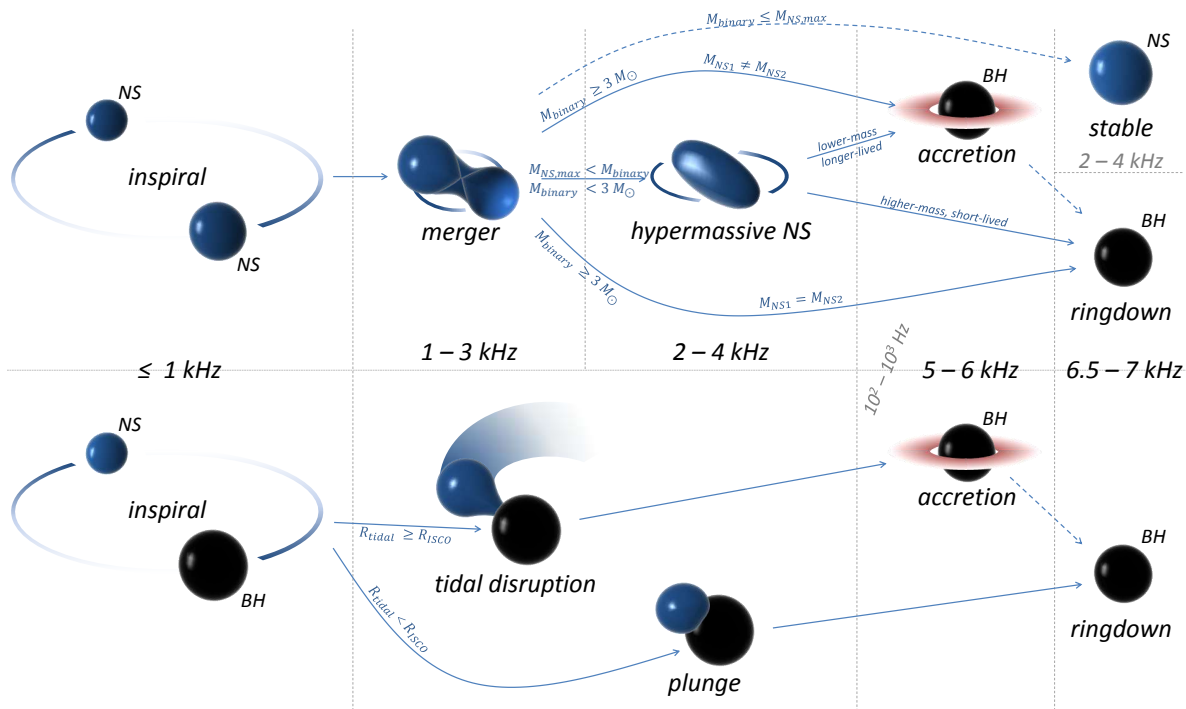 NS
inspiral
NS
merger
M_binary ≤ M_NS,max
M_binary ≥ 3 M_⊙
M_NS1 ≠ M_NS2
M_NS,max < M_binary
M_binary < 3 M_⊙
M_binary ≥ 3 M_⊙
M_NS1 = M_NS2
hypermassive NS
lower-mass
longer-lived
higher-mass, short-lived
BH
accretion
NS
stable
2 – 4 kHz
BH
ringdown
≤ 1 kHz
1 – 3 kHz
2 – 4 kHz
10² – 10³ Hz
5 – 6 kHz
6.5 – 7 kHz
NS
inspiral
BH
R_tidal ≥ R_ISCO
R_tidal < R_ISCO
tidal disruption
plunge
BH
accretion
BH
ringdown